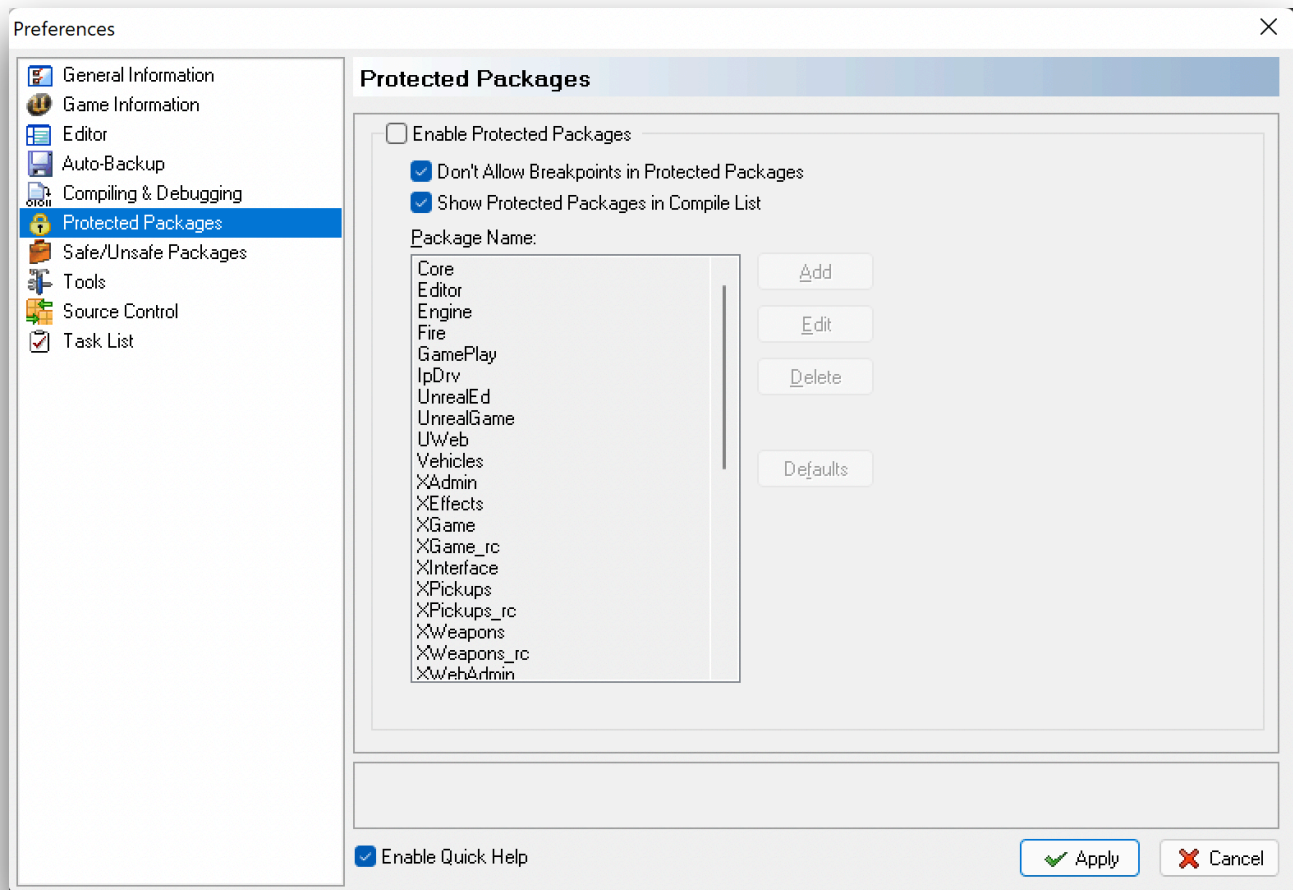 Preferences
General Information
Game Information
Editor
Auto-Backup
Compiling & Debugging
Protected Packages
Safe/Unsafe Packages
Tools
Source Control
Task List
Protected Packages
Enable Protected Packages
Don't Allow Breakpoints in Protected Packages
Show Protected Packages in Compile List
Package Name:
Core
Editor
Engine
Fire
GamePlay
IpDrv
UnrealEd
UnrealGame
UWeb
Vehicles
XAdmin
XEffects
XGame
XGame_rc
XInterface
XPickups
XPickups_rc
XWeapons
XWeapons_rc
XWebAdmin
Add
Edit
Delete
Defaults
Enable Quick Help
Apply
Cancel